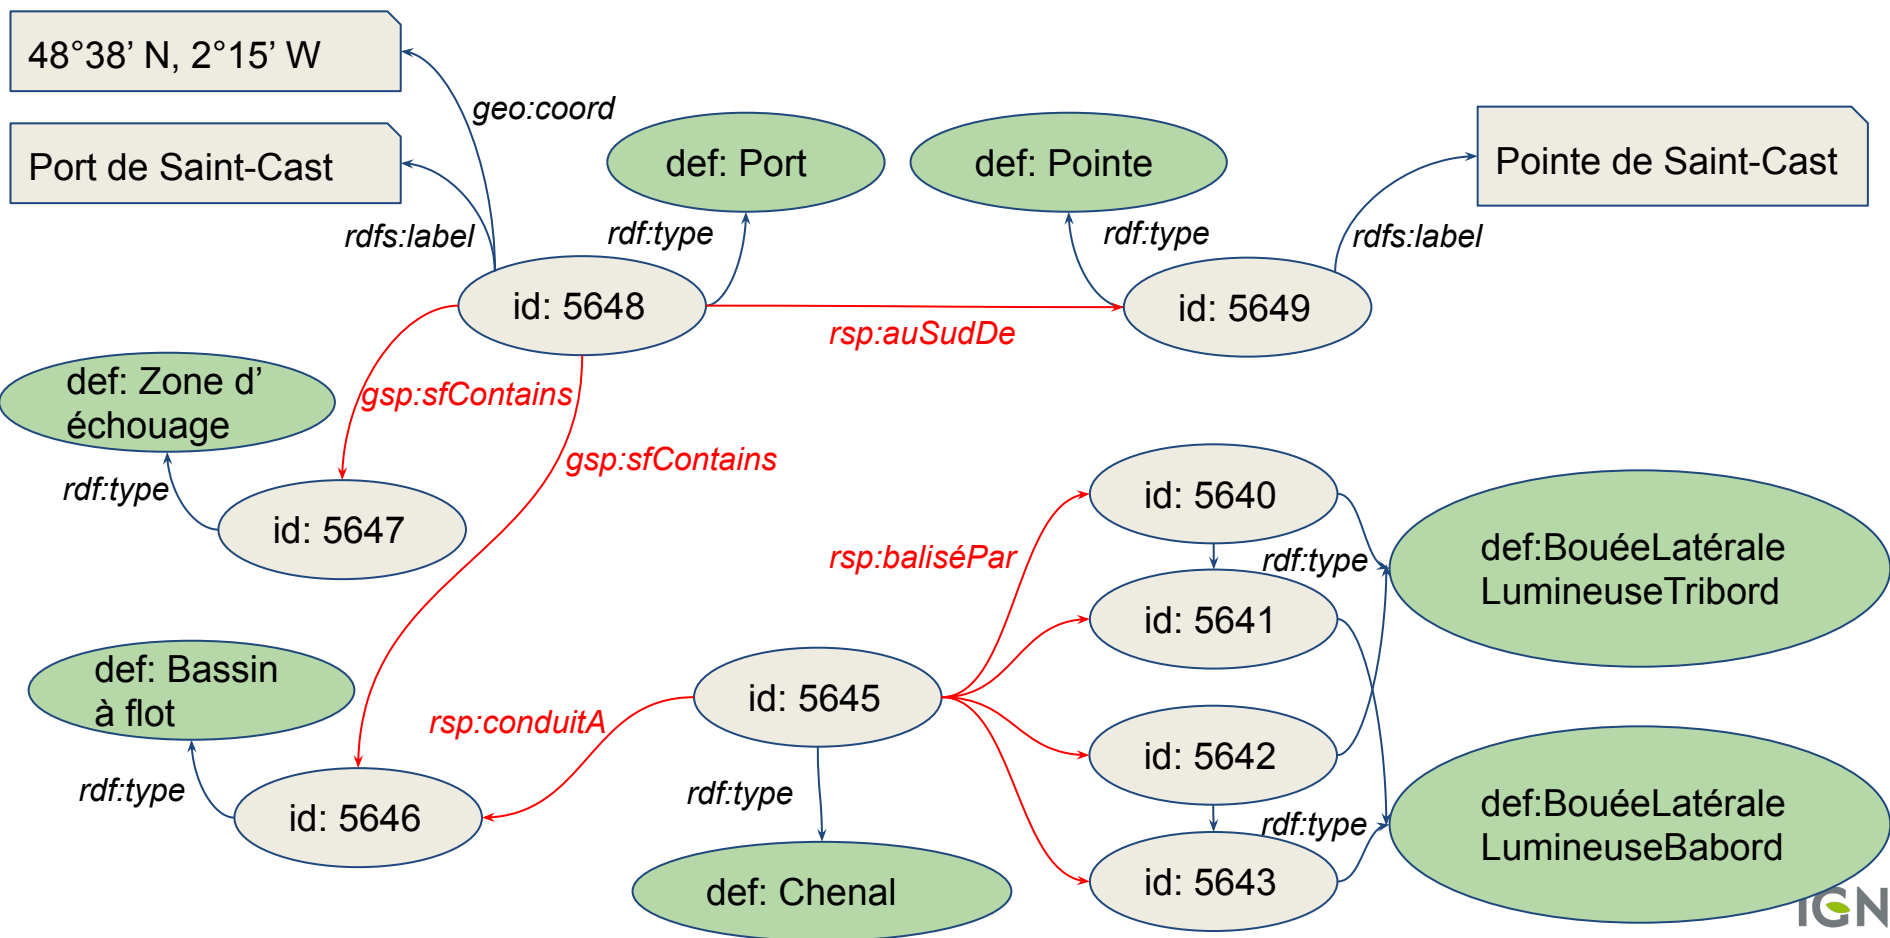 48°38’ N, 2°15’ W
geo:coord
Port de Saint-Cast
def: Port
def: Pointe
Pointe de Saint-Cast
rdfs:label
rdf:type
rdf:type
rdfs:label
id: 5648
id: 5649
rsp:auSudDe
def: Zone d’
échouage
gsp:sfContains
gsp:sfContains
rdf:type
id: 5647
id: 5640
rsp:baliséPar
rdf:type
def:BouéeLatérale
LumineuseTribord
id: 5641
def: Bassin
à flot
rsp:conduitA
id: 5645
id: 5642
rdf:type
id: 5646
rdf:type
rdf:type
def:BouéeLatérale
LumineuseBabord
def: Chenal
id: 5643
IGN